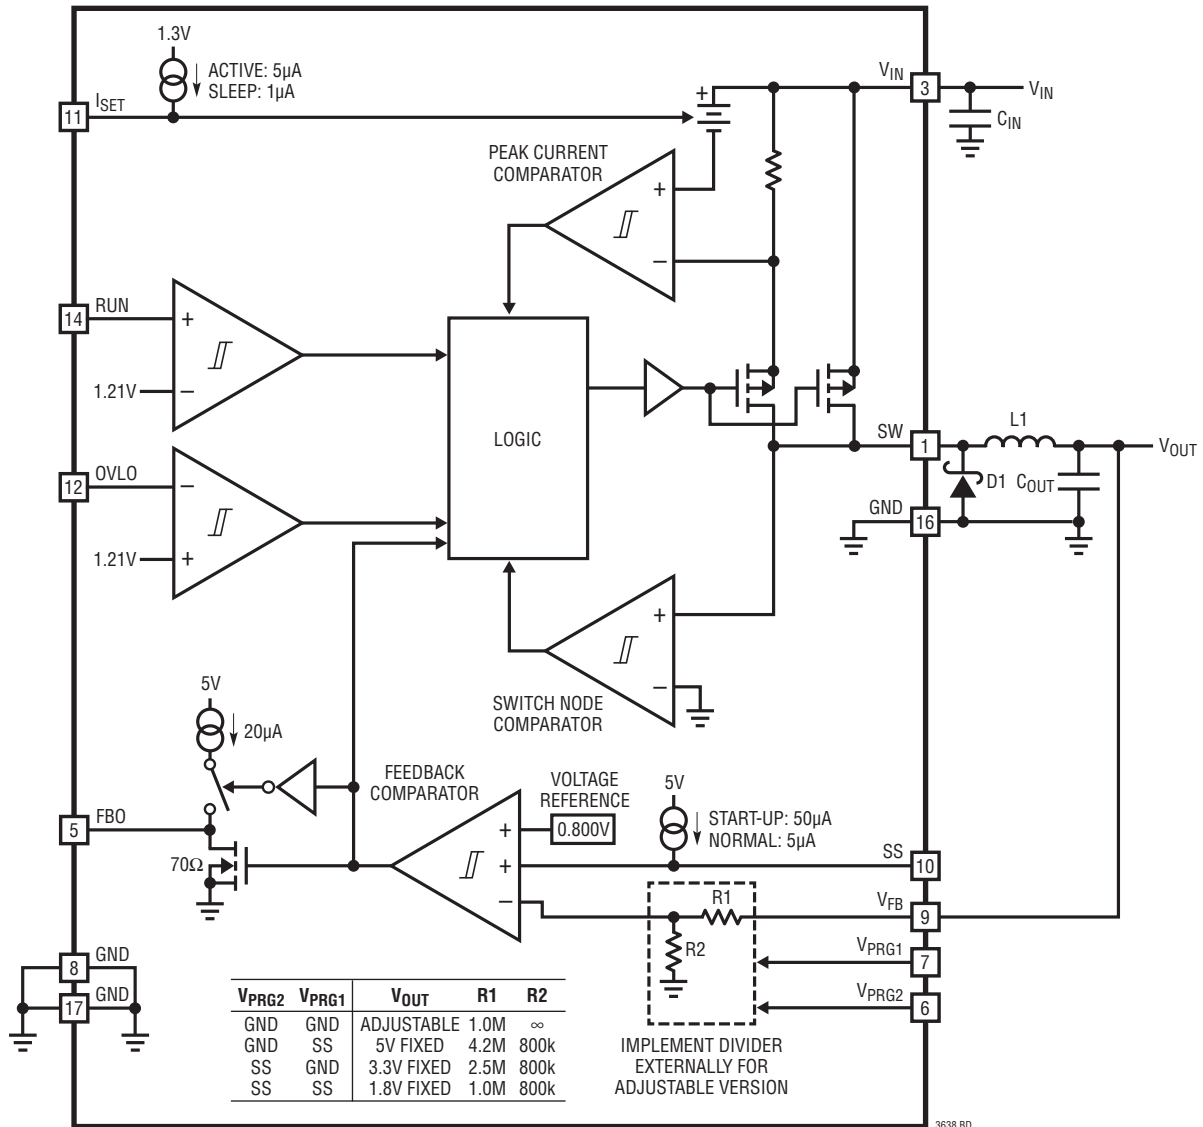 1.3V
ACTIVE: 5µA
SLEEP: 1µA
11
ISET
+
VIN
3
VIN
CIN
PEAK CURRENT
COMPARATOR
+
−
14
RUN
+
1.21V
−
LOGIC
12
OVLO
−
1.21V
+
SW
1
L1
VOUT
D1
COUT
GND
16
+
−
SWITCH NODE
COMPARATOR
5V
20µA
FEEDBACK
COMPARATOR
VOLTAGE
REFERENCE
0.800V
5V
START-UP: 50µA
NORMAL: 5µA
5
FBO
70Ω
+
+
−
SS
10
R1
VFB
9
R2
VPRG1
7
VPRG2
6
8
GND
17
GND
VPRG2 VPRG1 VOUT R1 R2
GND GND ADJUSTABLE 1.0M ∞
GND SS 5V FIXED 4.2M 800k
SS GND 3.3V FIXED 2.5M 800k
SS SS 1.8V FIXED 1.0M 800k
IMPLEMENT DIVIDER
EXTERNALLY FOR
ADJUSTABLE VERSION
3638 BD